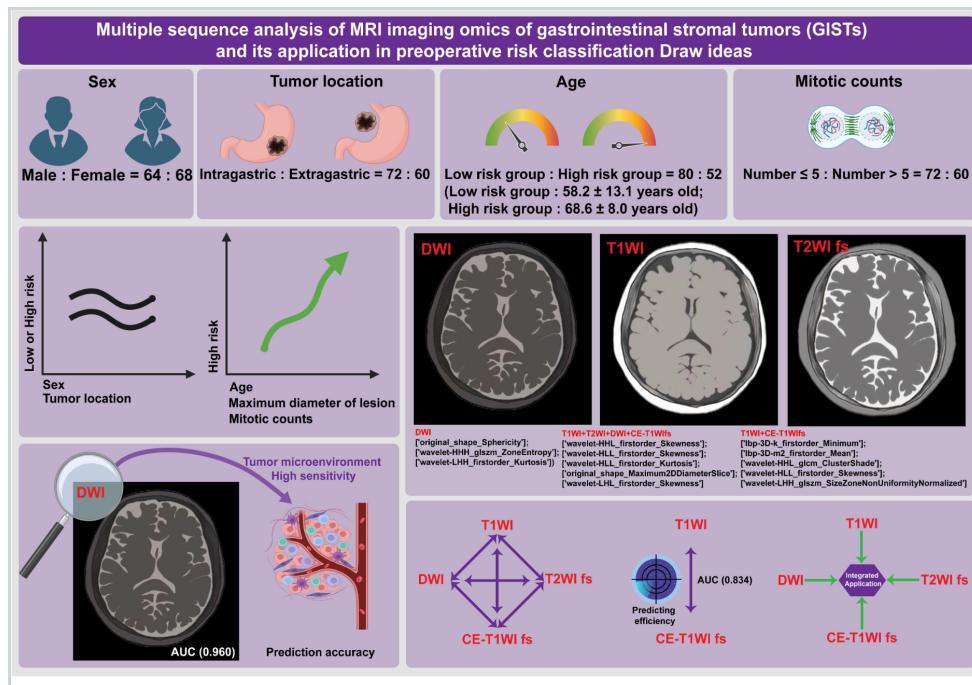 Multiple sequence analysis of MRI imaging omics of gastrointestinal stromal tumors (GISTs)
and its application in preoperative risk classification Draw ideas
Sex
Male : Female = 64 : 68
Tumor location
Intragastric : Extragastric = 72 : 60
Age
Low risk group : High risk group = 80 : 52
(Low risk group : 58.2 ± 13.1 years old;
High risk group : 68.6 ± 8.0 years old)
Mitotic counts
Number ≤ 5 : Number > 5 = 72 : 60
Low or High risk
Sex
Tumor location
High risk
Age
Maximum diameter of lesion
Mitotic counts
DWI
T1WI
T2WI fs
DWI
['original_shape_Sphericity'];
['wavelet-HHH_glszm_ZoneEntropy'];
['wavelet-LHH_firstorder_Kurtosis'])
T1WI+T2WI+DWI+CE-T1WIfs
['wavelet-HHL_firstorder_Skewness'];
['wavelet-HLL_firstorder_Skewness'];
['wavelet-HLL_firstorder_Kurtosis'];
['original_shape_Maximum2DDiameterSlice'];
['wavelet-LHL_firstorder_Skewness']
T1WI+CE-T1WIfs
['lbp-3D-k_firstorder_Minimum'];
['lbp-3D-m2_firstorder_Mean'];
['wavelet-HHL_glcm_ClusterShade'];
['wavelet-HLL_firstorder_Skewness'];
['wavelet-LHH_glszm_SizeZoneNonUniformityNormalized']
DWI
Tumor microenvironment
High sensitivity
AUC (0.960)
Prediction accuracy
T1WI
DWI
T2WI fs
CE-T1WI fs
T1WI
AUC (0.834)
Predicting
efficiency
CE-T1WI fs
T1WI
DWI
Integrated
Application
T2WI fs
CE-T1WI fs